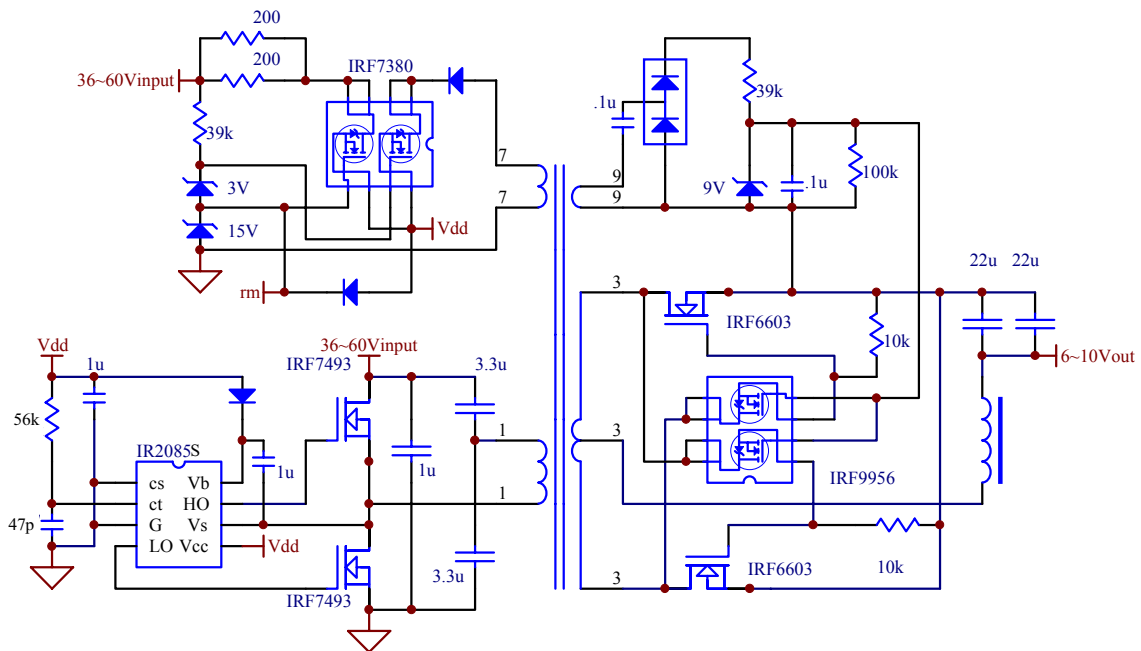 200
200
IRF7380
36~60Vinput
39k
3V
15V
Vdd
rm
7
7
.1u
39k
9
9
9V
.1u
100k
22u 22u
3
IRF6603
10k
6~10Vout
Vdd
1u
IRF7493
36~60Vinput
3.3u
56k
IR2085S
1u
1u
1
1
3
cs Vb
ct HO
G Vs
LO Vcc
47p
Vdd
IRF9956
3.3u
IRF7493
3
IRF6603
10k